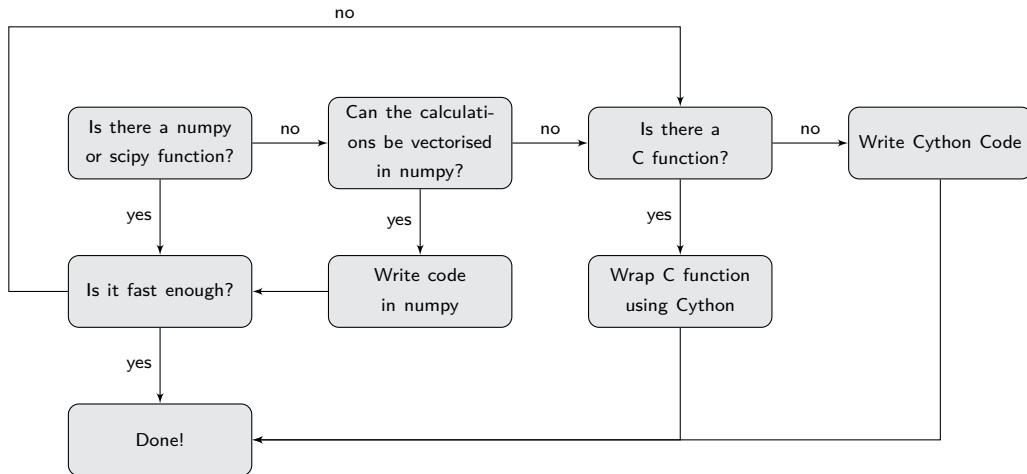 no
Is there a numpy
or scipy function?
no
Can the calculati-
ons be vectorised
in numpy?
no
Is there a
C function?
no
Write Cython Code
yes
yes
yes
Is it fast enough?
Write code
in numpy
Wrap C function
using Cython
yes
Done!